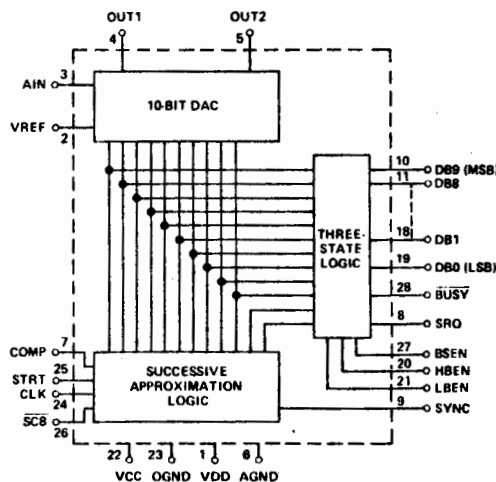 OUT1 OUT2
4 5
3
AIN
10-BIT DAC
VREF
2
10
DB9 (MSB)
11
DB8
THREE-
STATE
LOGIC
18
DB1
19
DB0 (LSB)
28
BUSY
8
SRO
7
COMP
27
BSEN
25
STRT
20
HBEN
CLK
24
21
LBEN
SUCCESSIVE
APPROXIMATION
LOGIC
9
SYNC
SC8
26
22 23 1 6
VCC OGND VDD AGND